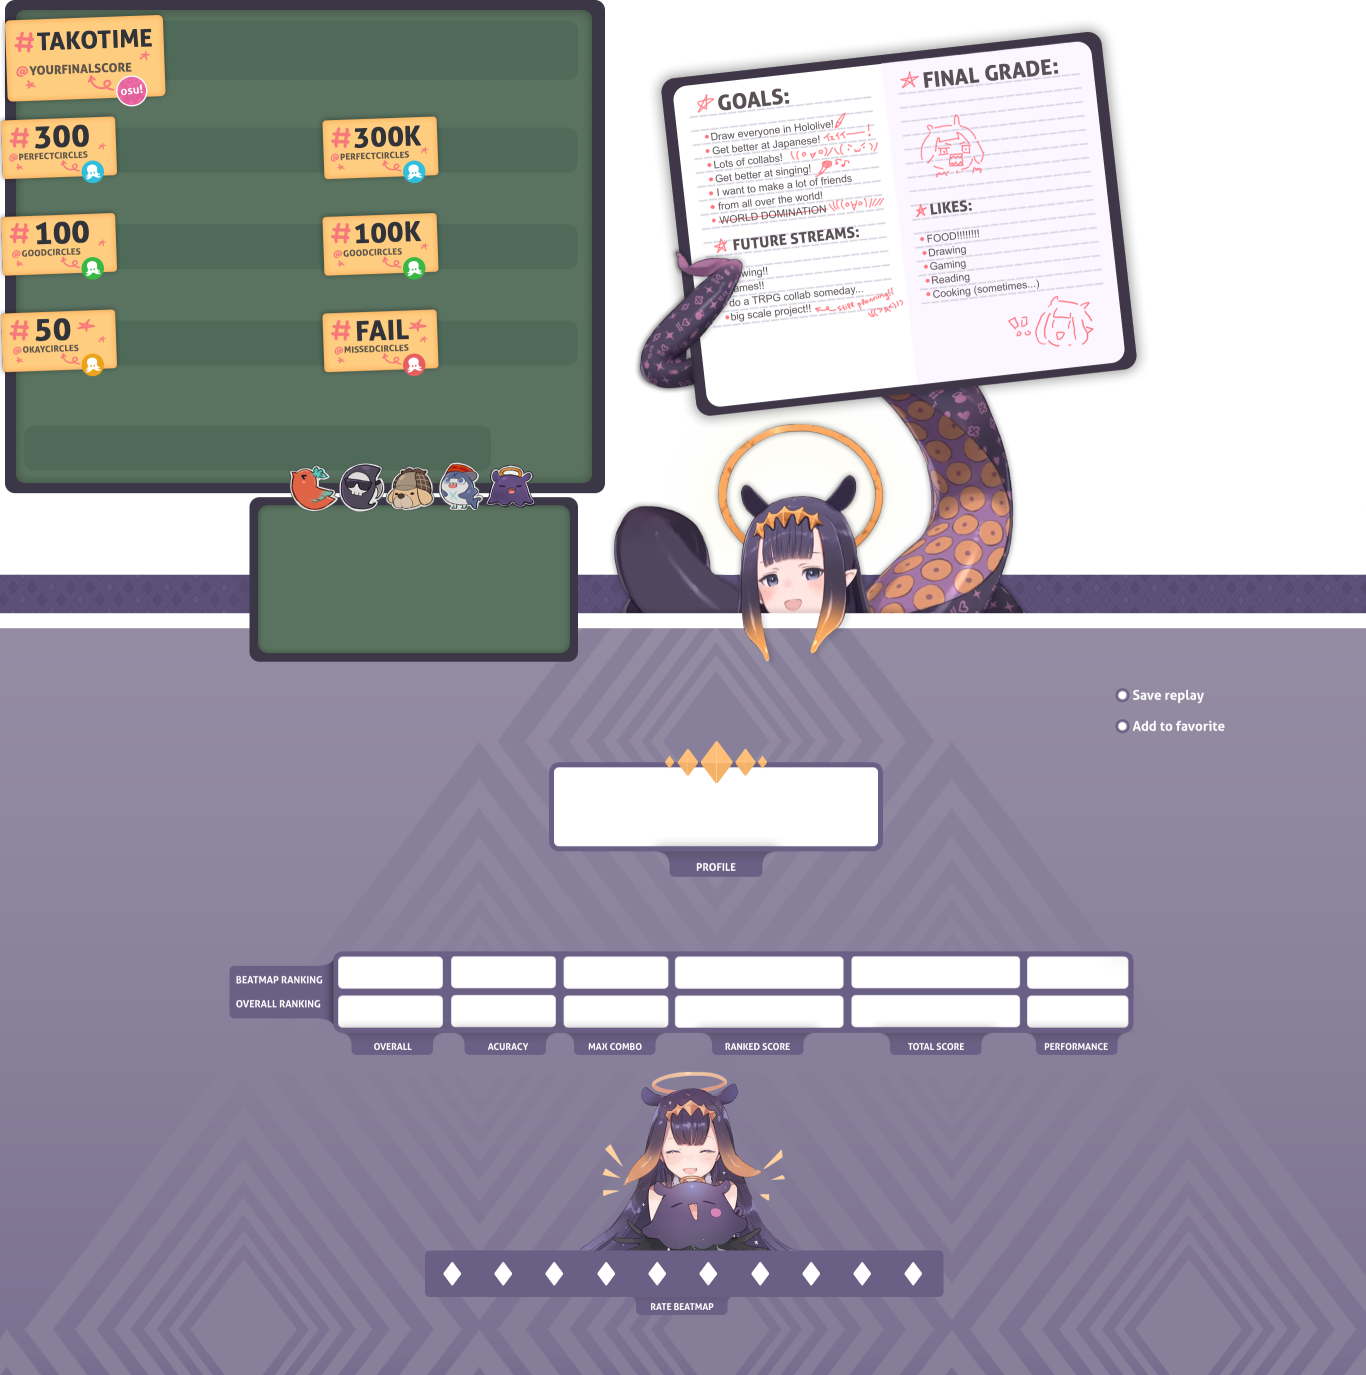 #TAKOTIME
@YOURFINALSCORE
osu!
#300
@PERFECTCIRCLES
#300K
@PERFECTCIRCLES
#100
@GOODCIRCLES
#100K
@GOODCIRCLES
#50
@OKAYCIRCLES
#FAIL
@MISSEDCIRCLES
GOALS:
Draw everyone in Hololive!
Get better at Japanese!
Lots of collabs!
Get better at singing!
I want to make a lot of friends
from all over the world!
WORLD DOMINATION
FUTURE STREAMS:
wing!!
ames!!
do a TRPG collab someday...
big scale project!! still planning!!
FINAL GRADE:
LIKES:
FOOD!!!!!!!!
Drawing
Gaming
Reading
Cooking (sometimes...)
Save replay
Add to favorite
PROFILE
BEATMAP RANKING
OVERALL RANKING
OVERALL
ACURACY
MAX COMBO
RANKED SCORE
TOTAL SCORE
PERFORMANCE
RATE BEATMAP